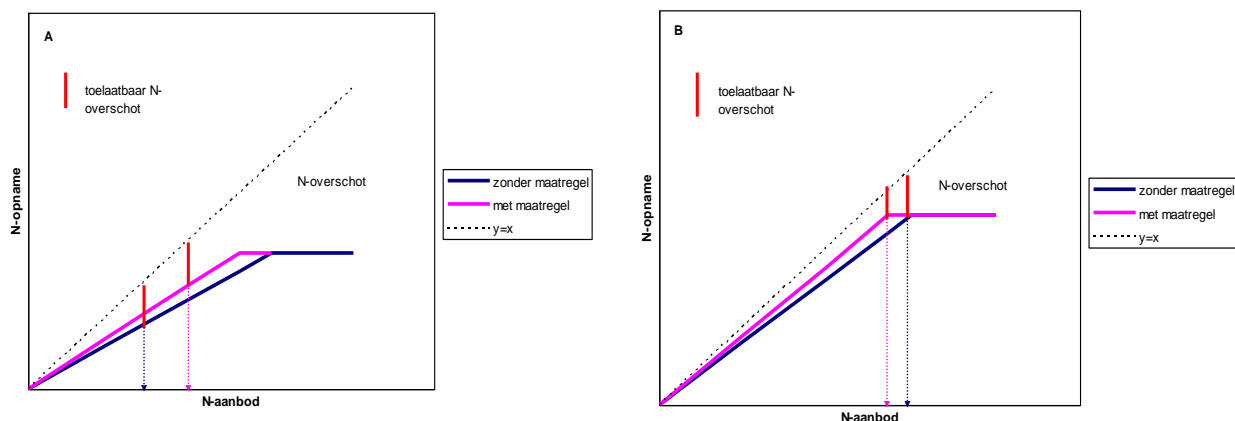 A
toelaatbaar N-
overschot
N-overschot
N-opname
N-aanbod
zonder maatregel
met maatregel
y=x
B
toelaatbaar N-
overschot
N-overschot
N-opname
N-aanbod
zonder maatregel
met maatregel
y=x